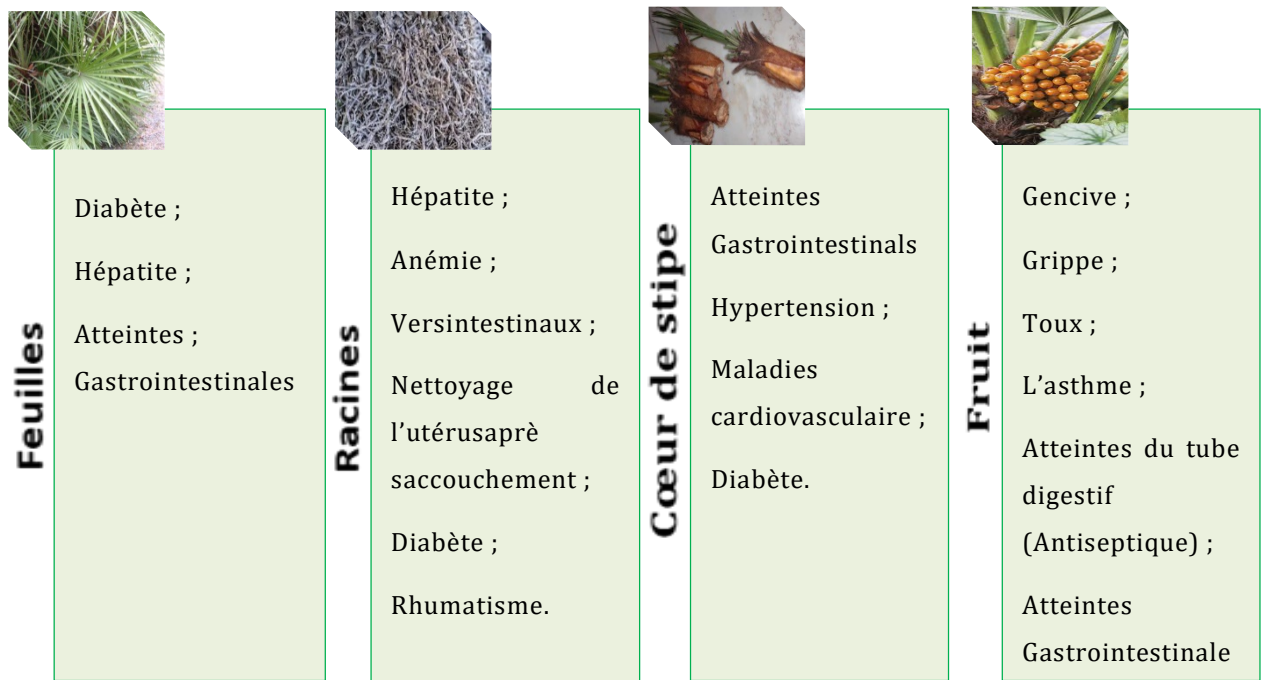 Feuilles
Diabète ;
Hépatite ;
Atteintes ;
Gastrointestinales
Racines
Hépatite ;
Anémie ;
Versintestinaux ;
Nettoyage de
l'utérusaprè
saccouchement ;
Diabète ;
Rhumatisme.
Cœur de stipe
Atteintes
Gastrointestinals
Hypertension ;
Maladies
cardiovasculaire ;
Diabète.
Fruit
Gencive ;
Grippe ;
Toux ;
L'asthme ;
Atteintes du tube
digestif
(Antiseptique) ;
Atteintes
Gastrointestinale